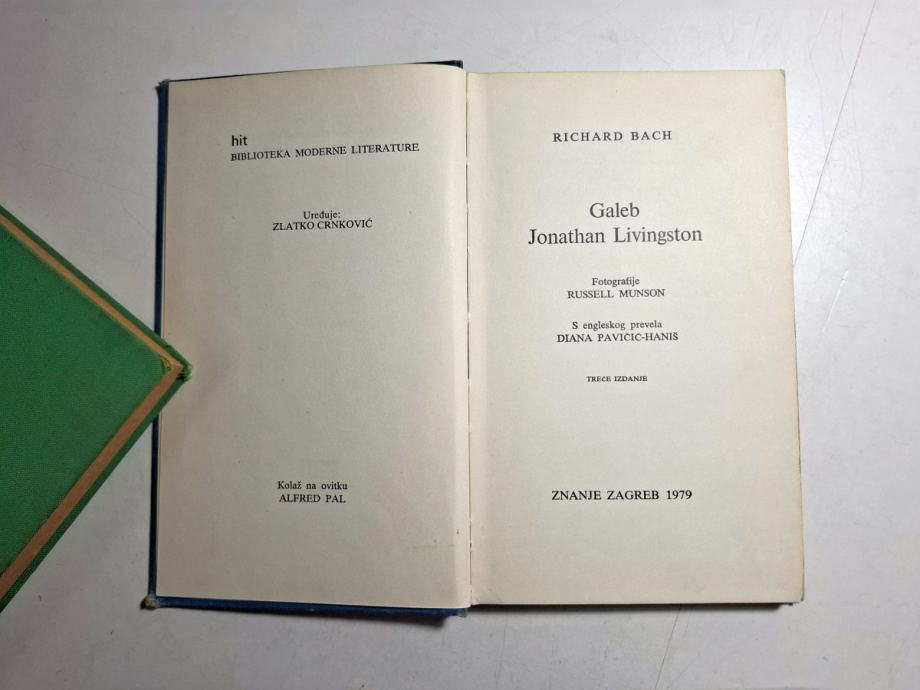 hit
BIBLIOTEKA MODERNE LITERATURE
Uređuje:
ZLATKO CRNKOVIĆ
Kolaž na ovitku
ALFRED PAL
RICHARD BACH
Galeb
Jonathan Livingston
Fotografije
RUSSELL MUNSON
S engleskog prevela
DIANA PAVIČIĆ-HANIŠ
TREĆE IZDANJE
ZNANJE ZAGREB 1979